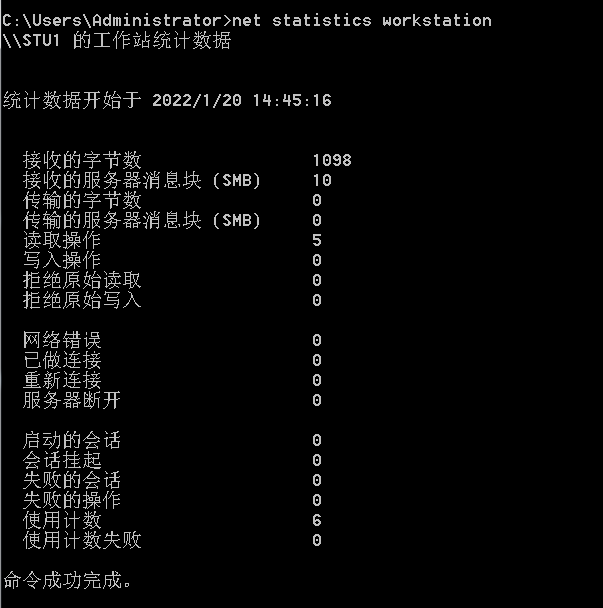 C:\Users\Administrator>net statistics workstation
\\STU1 的工作站统计数据
统计数据开始于 2022/1/20 14:45:16
接收的字节数 1098
接收的服务器消息块 (SMB) 10
传输的字节数 0
传输的服务器消息块 (SMB) 0
读取操作 5
写入操作 0
拒绝原始读取 0
拒绝原始写入 0
网络错误 0
已做连接 0
重新连接 0
服务器断开 0
启动的会话 0
会话挂起 0
失败的会话 0
失败的操作 0
使用计数 6
使用计数失败 0
命令成功完成。